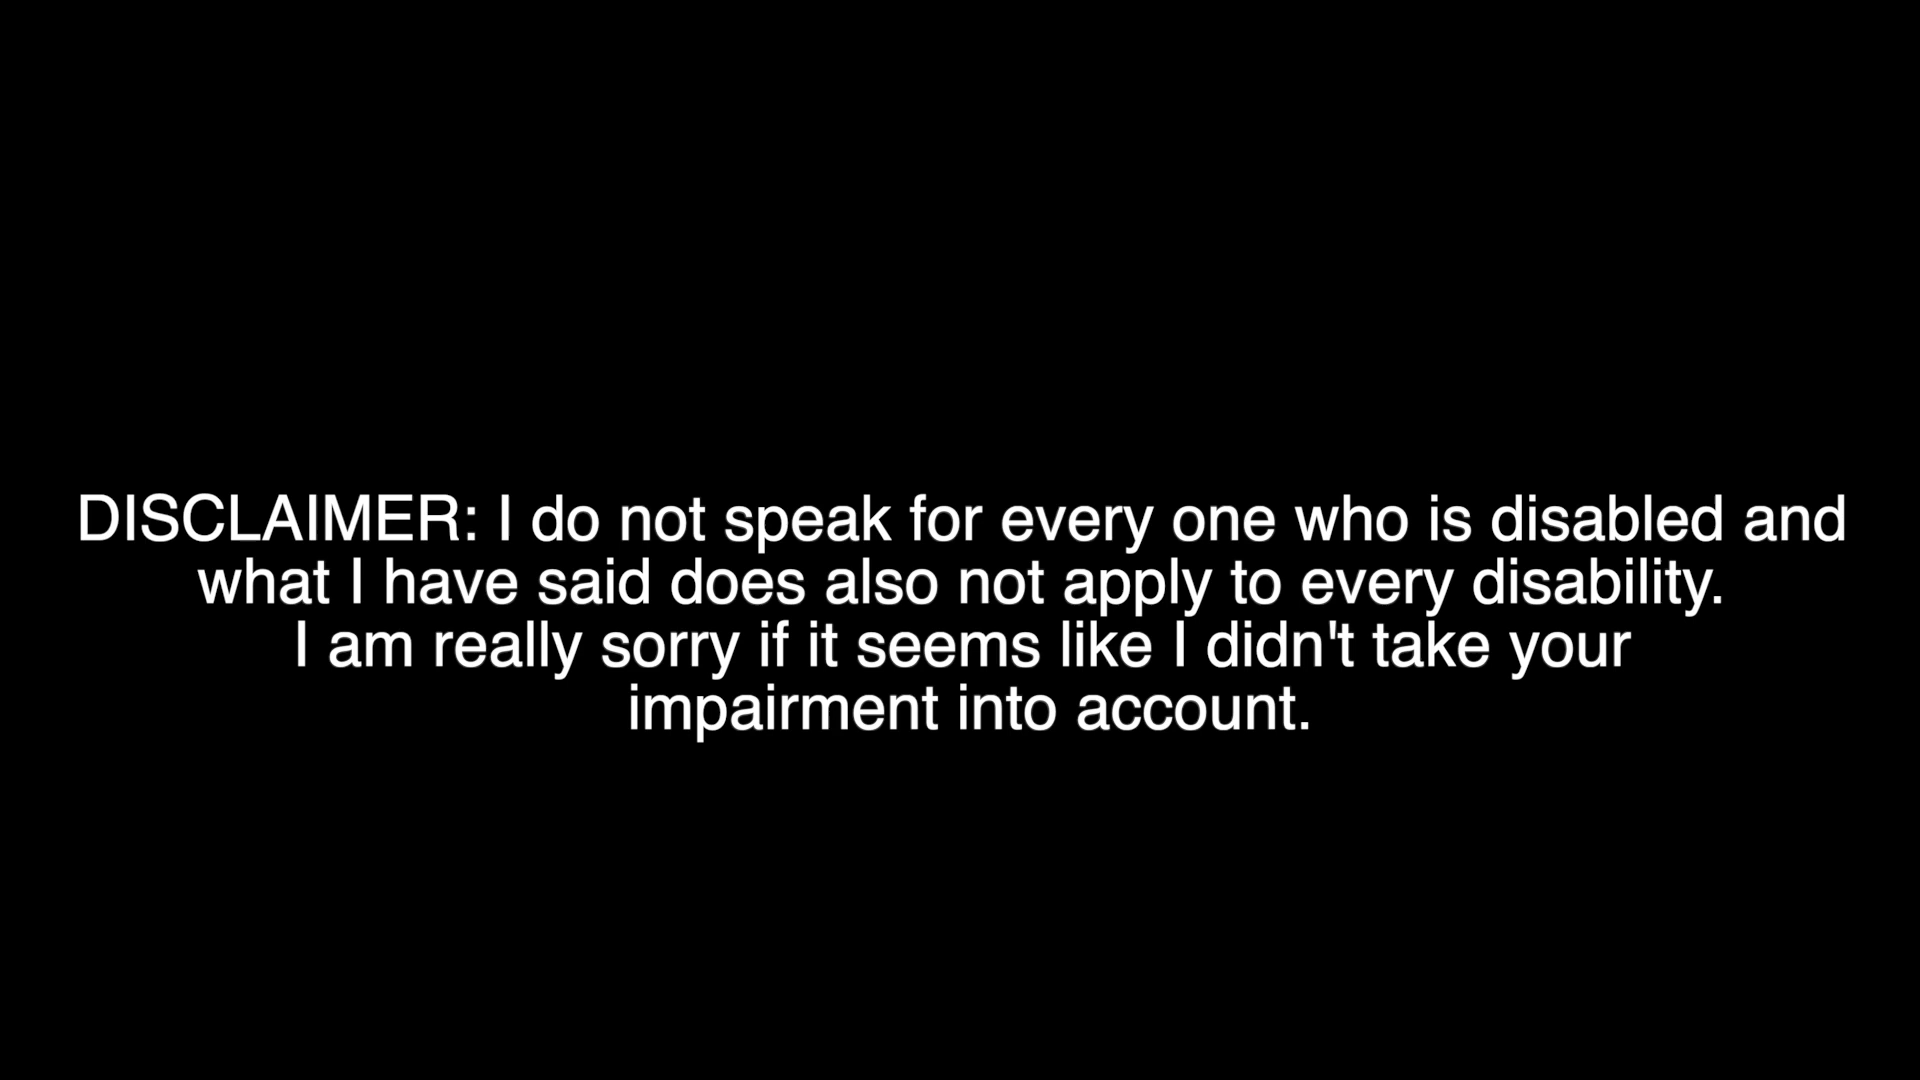 DISCLAIMER: I do not speak for every one who is disabled and
what I have said does also not apply to every disability.
I am really sorry if it seems like I didn't take your
impairment into account.